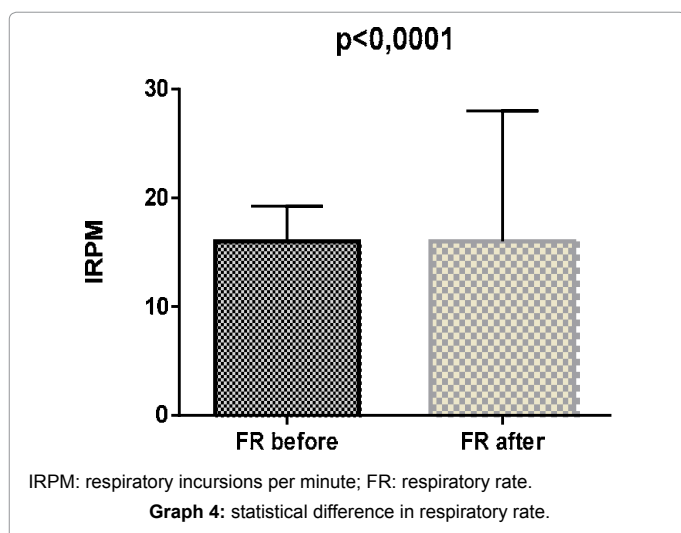 p<0,0001
30
20
10
0
IRPM
FR before
FR after
IRPM: respiratory incursions per minute; FR: respiratory rate.
Graph 4: statistical difference in respiratory rate.